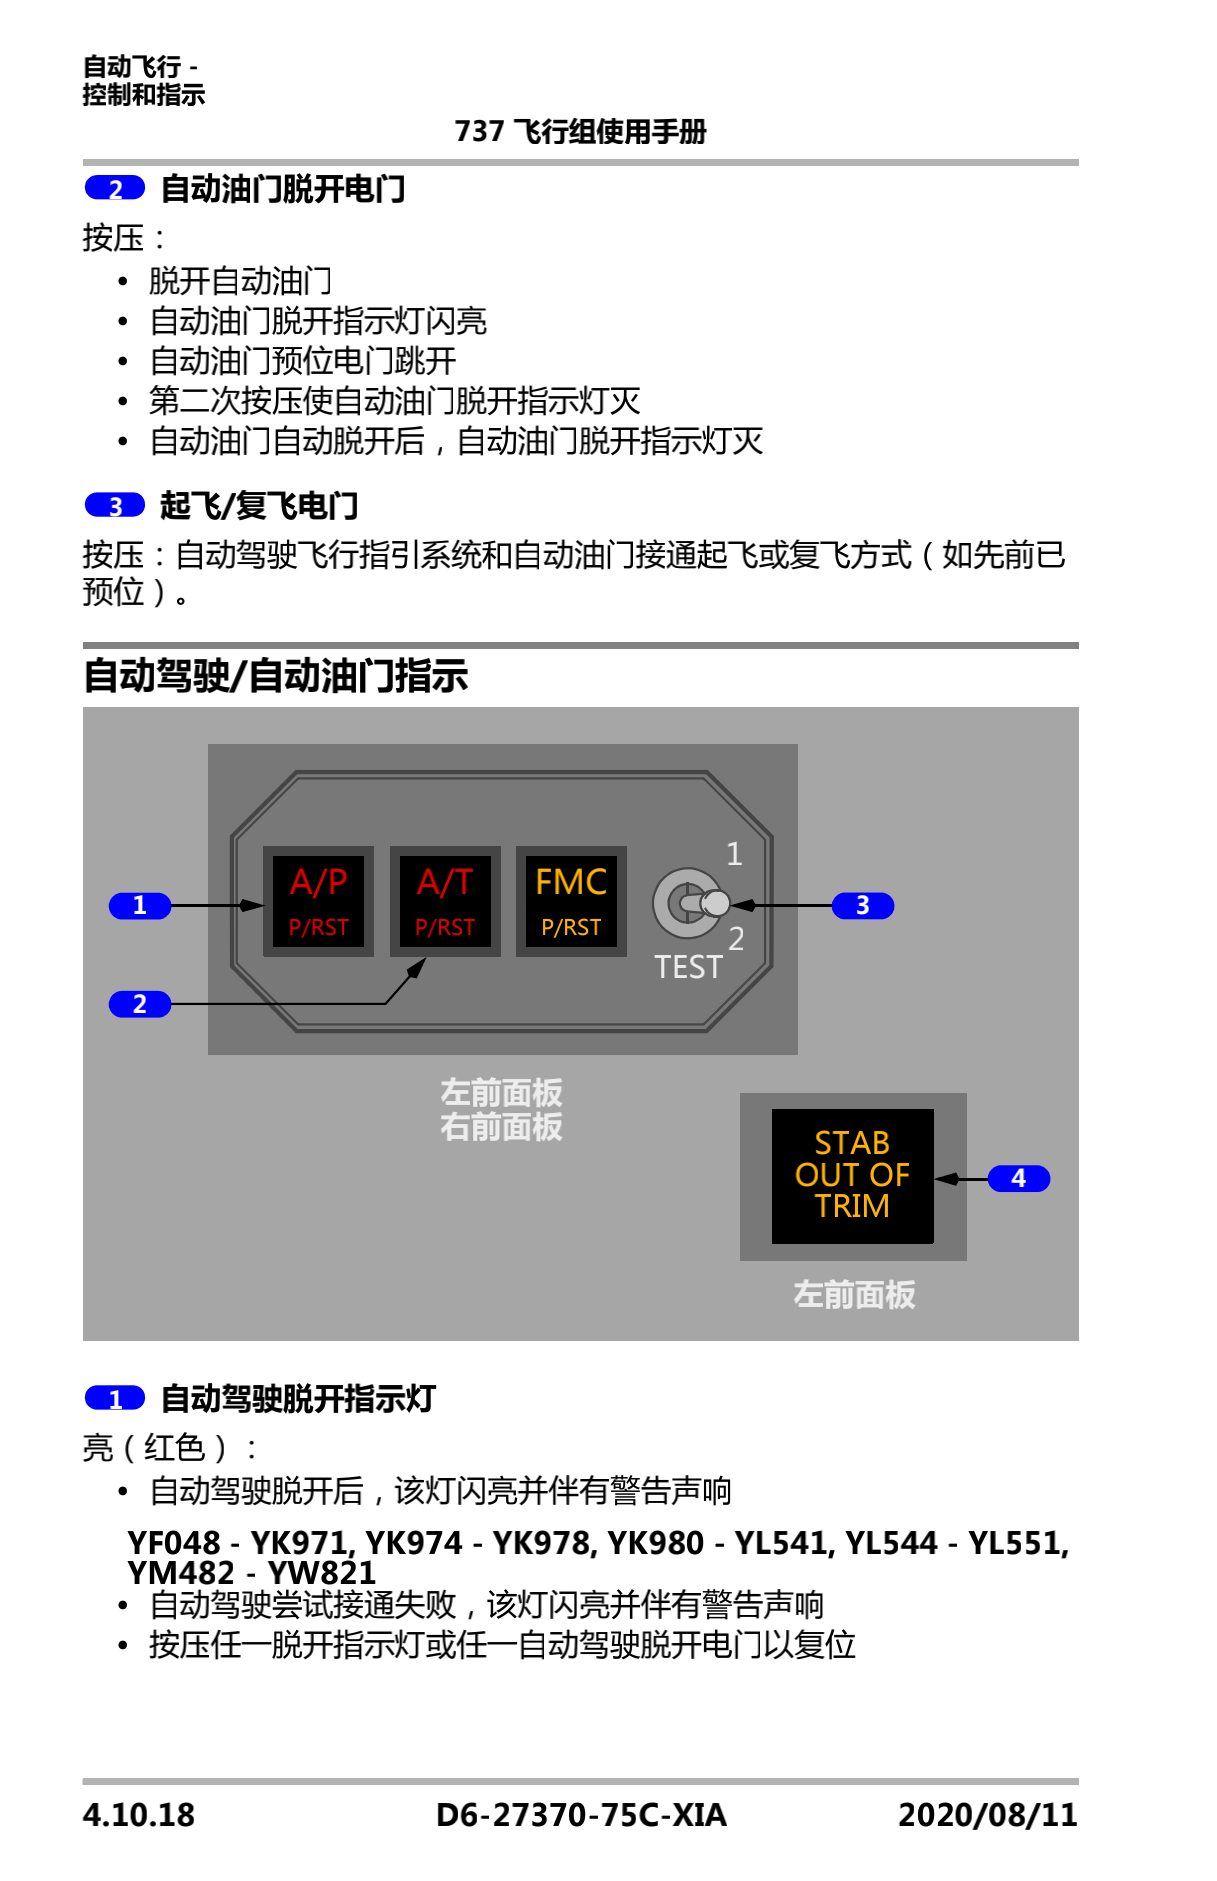 自动飞行 -
控制和指示
737 飞行组使用手册
2 自动油门脱开电门
按压：
• 脱开自动油门
• 自动油门脱开指示灯闪亮
• 自动油门预位电门跳开
• 第二次按压使自动油门脱开指示灯灭
• 自动油门自动脱开后，自动油门脱开指示灯灭
3 起飞/复飞电门
按压：自动驾驶飞行指引系统和自动油门接通起飞或复飞方式（如先前已
预位）。
自动驾驶/自动油门指示
A/P
P/RST
A/T
P/RST
FMC
P/RST
1
2
TEST
1
2
3
左前面板
右前面板
STAB
OUT OF
TRIM
4
左前面板
1 自动驾驶脱开指示灯
亮（红色）：
• 自动驾驶脱开后，该灯闪亮并伴有警告声响
YF048 - YK971, YK974 - YK978, YK980 - YL541, YL544 - YL551,
YM482 - YW821
• 自动驾驶尝试接通失败，该灯闪亮并伴有警告声响
• 按压任一脱开指示灯或任一自动驾驶脱开电门以复位
4.10.18 D6-27370-75C-XIA 2020/08/11